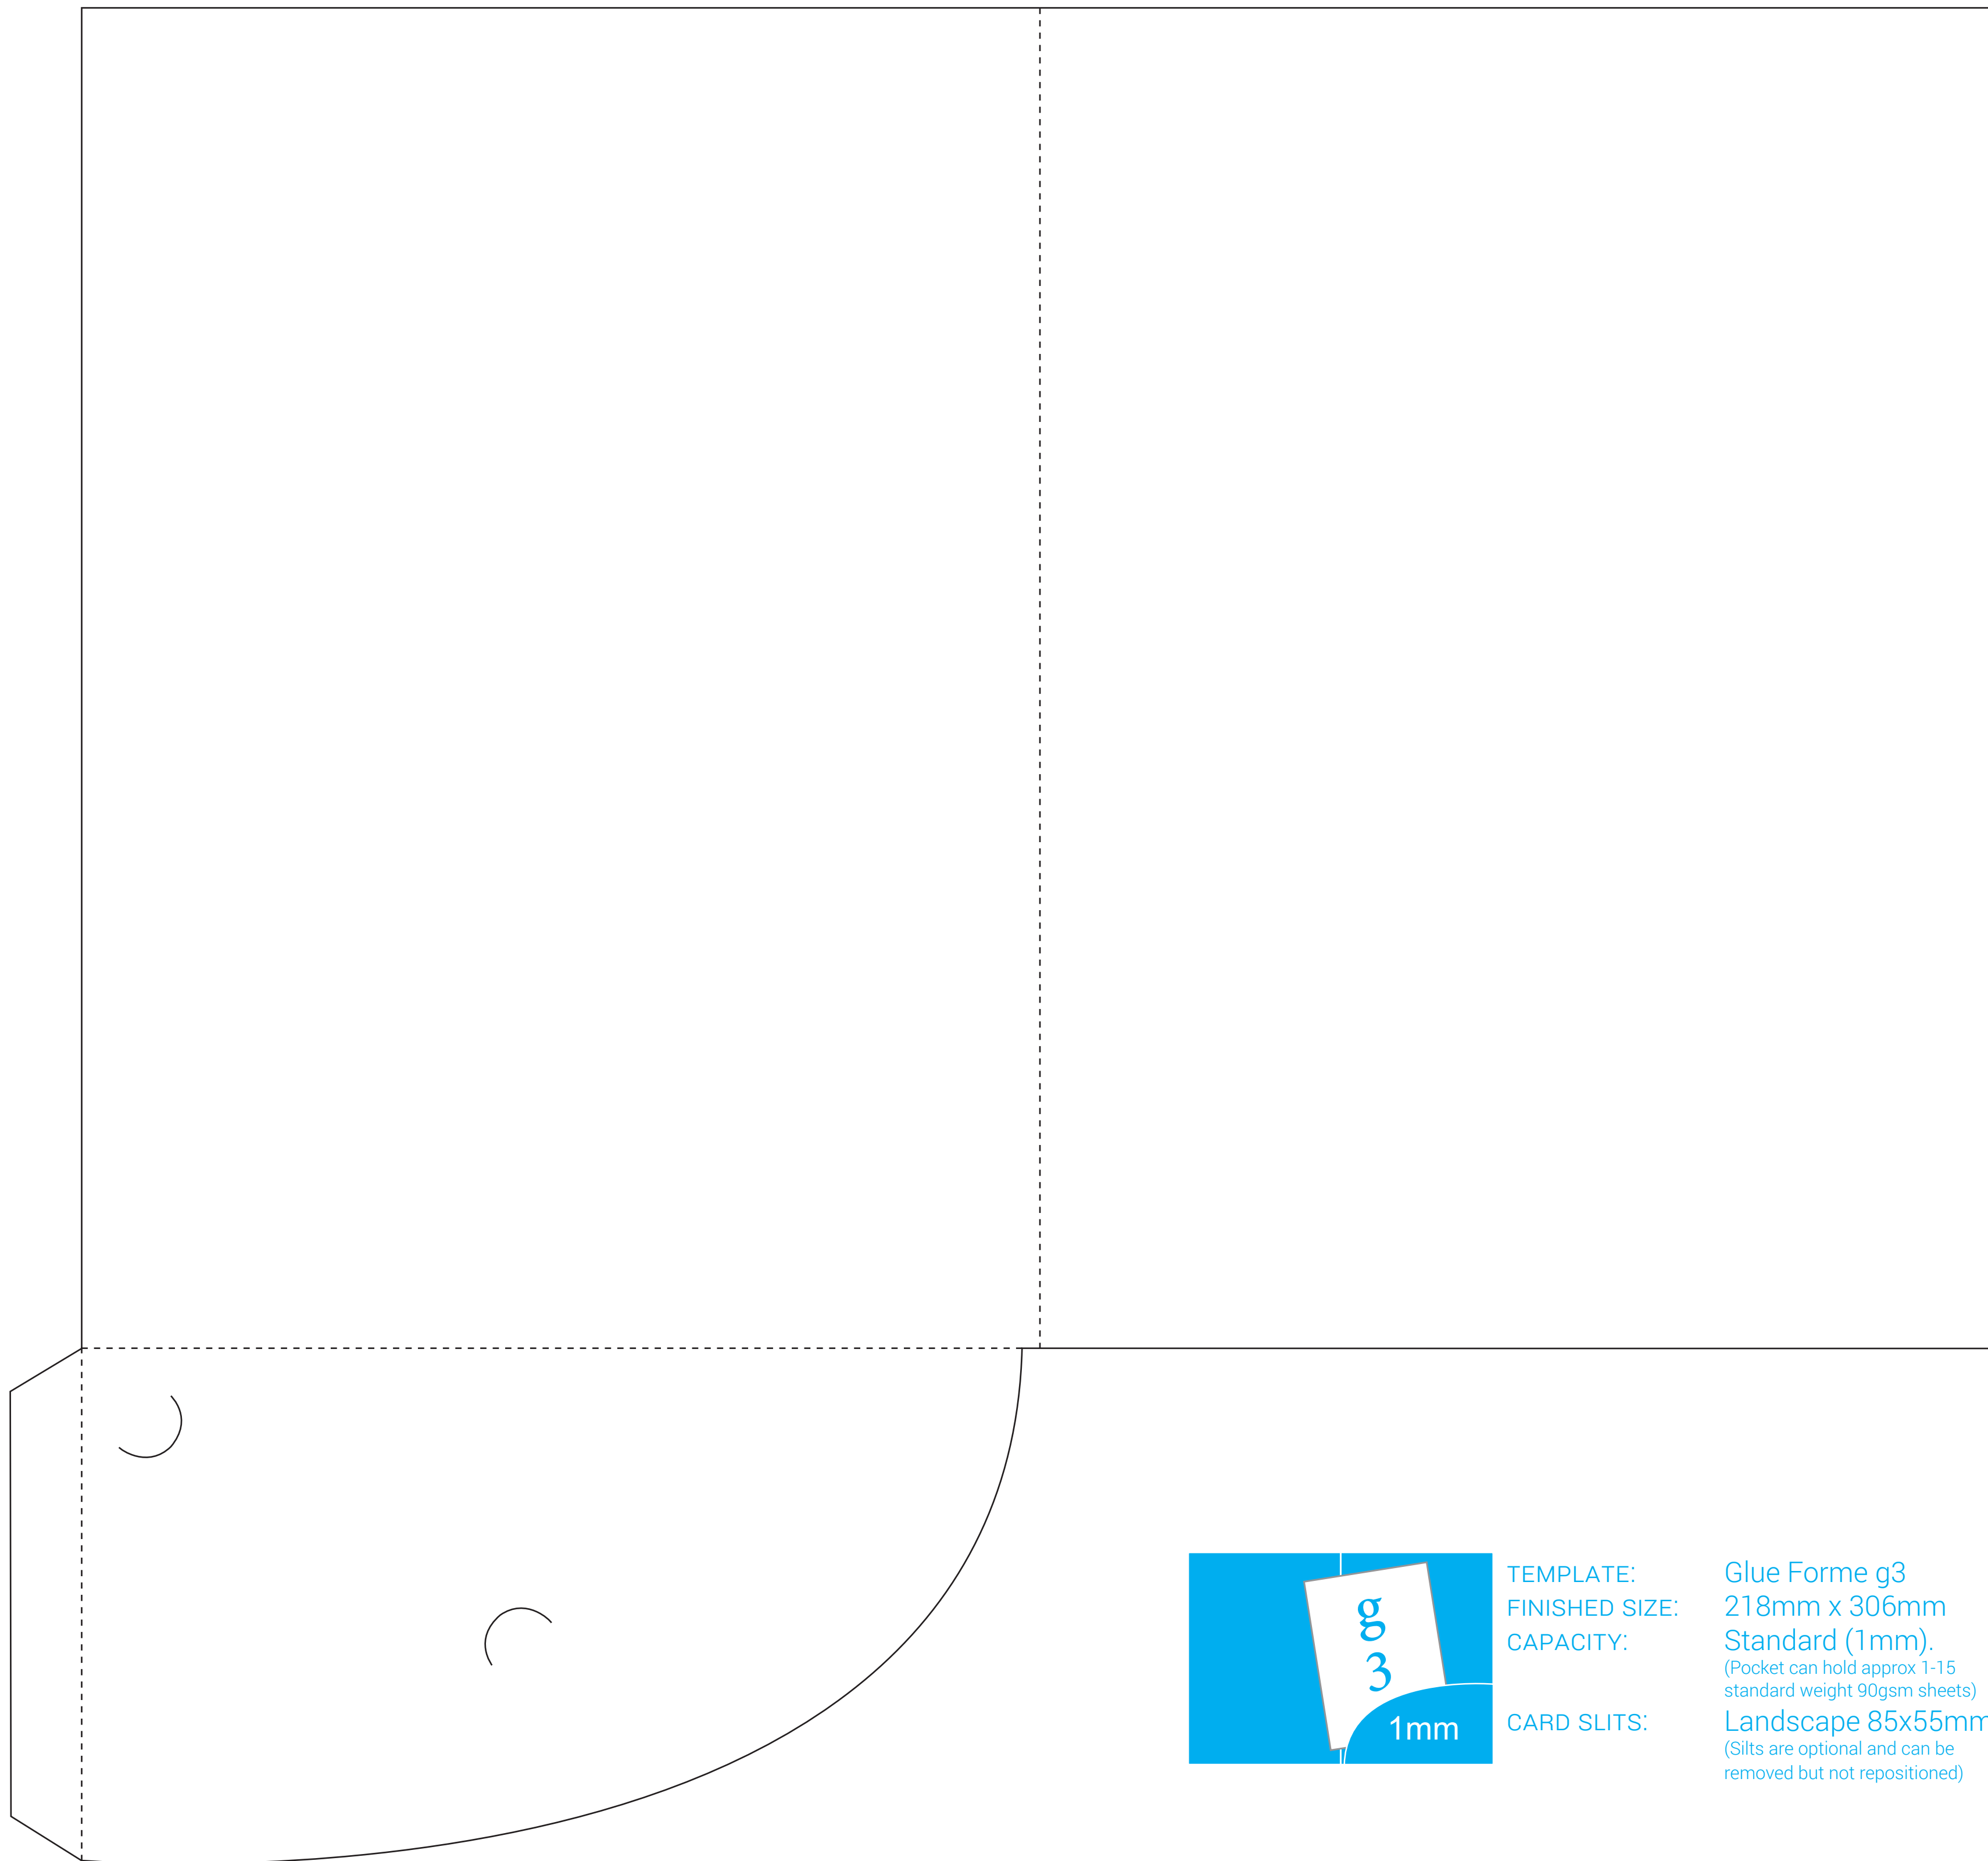 g
3
1mm
TEMPLATE: Glue Forme g3
FINISHED SIZE: 218mm x 306mm
CAPACITY: Standard (1mm).
(Pocket can hold approx 1-15
standard weight 90gsm sheets)
CARD SLITS: Landscape 85x55mm
(Silts are optional and can be
removed but not repositioned)